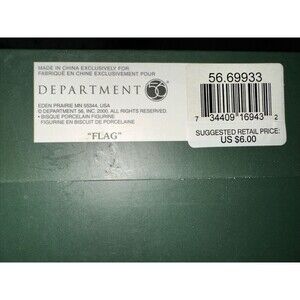 MADE IN CHINA EXCLUSIVELY FOR
FABRIQUÉ EN CHINE EXCLUSIVEMENT POUR
DEPARTMENT 56
EDEN PRAIRIE MN 55344, USA
© DEPARTMENT 56, INC. 2000. ALL RIGHTS RESERVED.
• BISQUE PORCELAIN FIGURINE
FIGURINE EN BISCUIT DE PORCELAINE
"FLAG"
56.69933
7 34409 16943 2
SUGGESTED RETAIL PRICE:
US $6.00